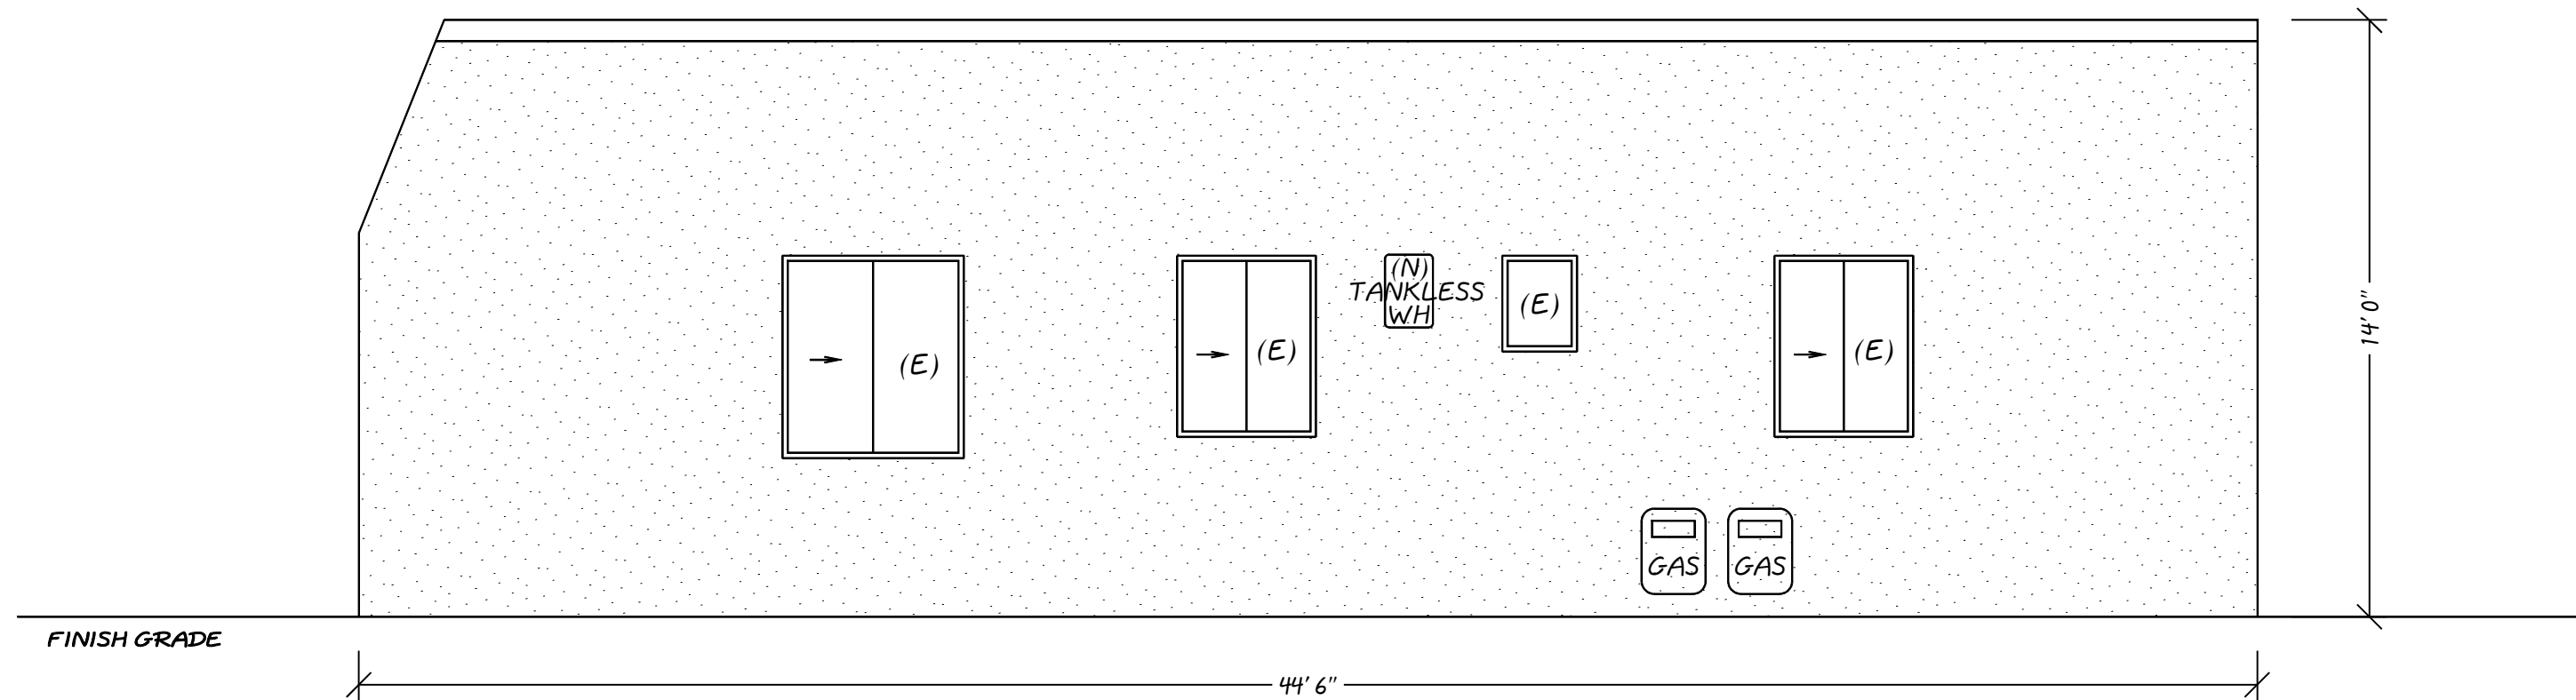 (N)
TANKLESS
WH
(E)
(E)
(E)
(E)
14' 0"
GAS
GAS
FINISH GRADE
44' 6"